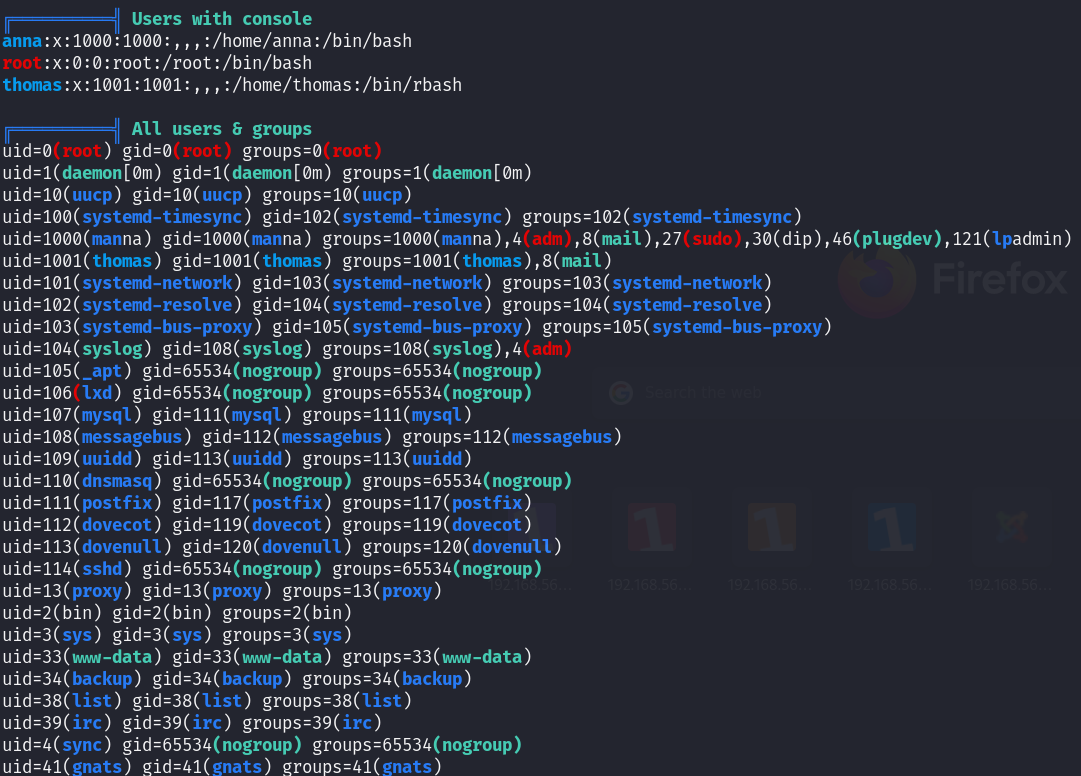 Users with console
anna:x:1000:1000:,,,:/home/anna:/bin/bash
root:x:0:0:root:/root:/bin/bash
thomas:x:1001:1001:,,,:/home/thomas:/bin/rbash
All users & groups
uid=0(root) gid=0(root) groups=0(root)
uid=1(daemon[0m) gid=1(daemon[0m) groups=1(daemon[0m)
uid=10(uucp) gid=10(uucp) groups=10(uucp)
uid=100(systemd-timesync) gid=102(systemd-timesync) groups=102(systemd-timesync)
uid=1000(manna) gid=1000(manna) groups=1000(manna),4(adm),8(mail),27(sudo),30(dip),46(plugdev),121(lpadmin)
uid=1001(thomas) gid=1001(thomas) groups=1001(thomas),8(mail)
uid=101(systemd-network) gid=103(systemd-network) groups=103(systemd-network)
Firefox
uid=102(systemd-resolve) gid=104(systemd-resolve) groups=104(systemd-resolve)
uid=103(systemd-bus-proxy) gid=105(systemd-bus-proxy) groups=105(systemd-bus-proxy)
uid=104(syslog) gid=108(syslog) groups=108(syslog),4(adm)
uid=105(_apt) gid=65534(nogroup) groups=65534(nogroup)
uid=106(lxd) gid=65534(nogroup) groups=65534(nogroup)
Search the web
uid=107(mysql) gid=111(mysql) groups=111(mysql)
uid=108(messagebus) gid=112(messagebus) groups=112(messagebus)
uid=109(uuidd) gid=113(uuidd) groups=113(uuidd)
uid=110(dnsmasq) gid=65534(nogroup) groups=65534(nogroup)
uid=111(postfix) gid=117(postfix) groups=117(postfix)
uid=112(dovecot) gid=119(dovecot) groups=119(dovecot)
1 1 1
uid=113(dovenull) gid=120(dovenull) groups=120(dovenull)
uid=114(sshd) gid=65534(nogroup) groups=65534(nogroup)
192.168.56... 192.168.56... 192.168.56... 192.168.56... 192.168.56...
uid=13(proxy) gid=13(proxy) groups=13(proxy)
uid=2(bin) gid=2(bin) groups=2(bin)
uid=3(sys) gid=3(sys) groups=3(sys)
uid=33(www-data) gid=33(www-data) groups=33(www-data)
uid=34(backup) gid=34(backup) groups=34(backup)
uid=38(list) gid=38(list) groups=38(list)
uid=39(irc) gid=39(irc) groups=39(irc)
uid=4(sync) gid=65534(nogroup) groups=65534(nogroup)
uid=41(gnats) gid=41(gnats) groups=41(gnats)